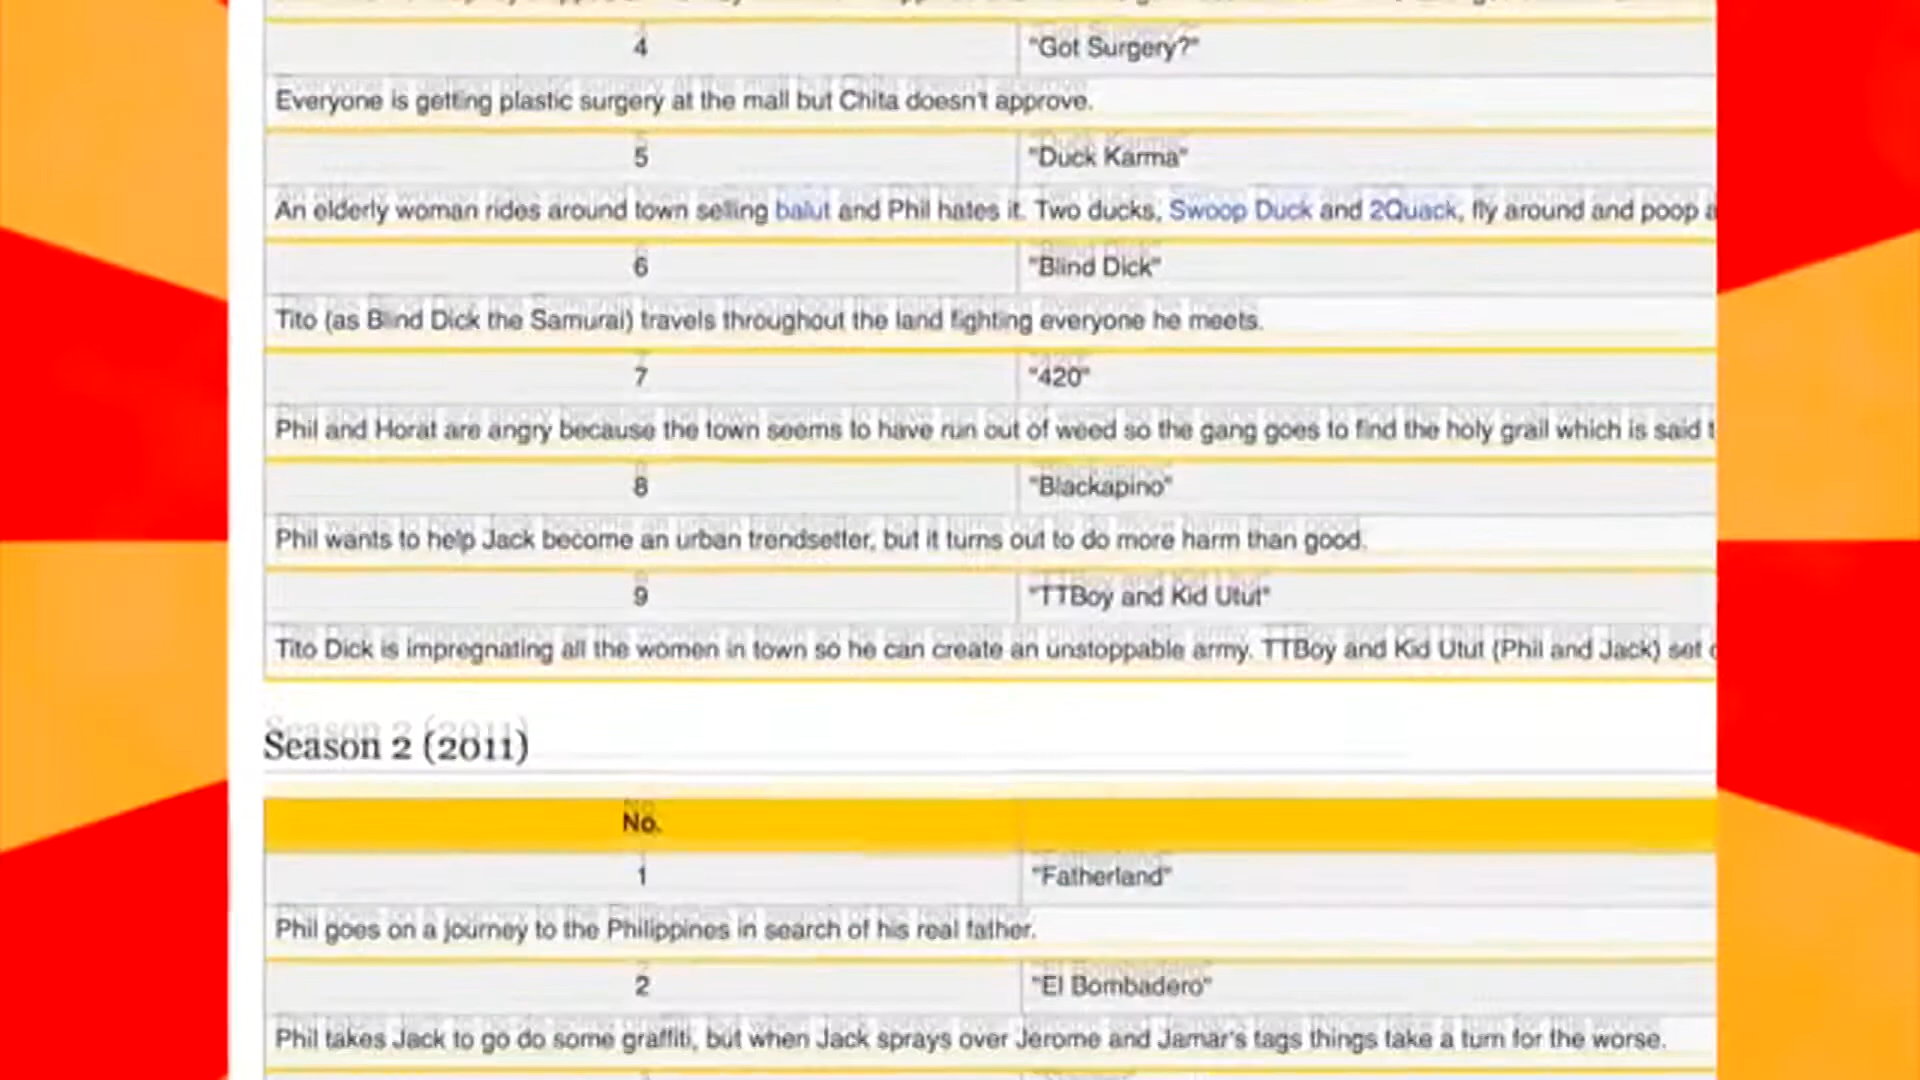 4 "Got Surgery?"
Everyone is getting plastic surgery at the mall but Chita doesn't approve.
5 "Duck Karma"
An elderly woman rides around town selling balut and Phil hates it. Two ducks, Swoop Duck and 2Quack, fly around and poop a
6 "Blind Dick"
Tito (as Blind Dick the Samurai) travels throughout the land fighting everyone he meets.
7 "420"
Phil and Horat are angry because the town seems to have run out of weed so the gang goes to find the holy grail which is said t
8 "Blackapino"
Phil wants to help Jack become an urban trendsetter, but it turns out to do more harm than good.
9 "TTBoy and Kid Utut"
Tito Dick is impregnating all the women in town so he can create an unstoppable army. TTBoy and Kid Utut (Phil and Jack) set
Season 2 (2011)
No.
1 "Fatherland"
Phil goes on a journey to the Philippines in search of his real father.
2 "El Bombadero"
Phil takes Jack to go do some graffiti, but when Jack sprays over Jerome and Jamar's tags things take a turn for the worse.